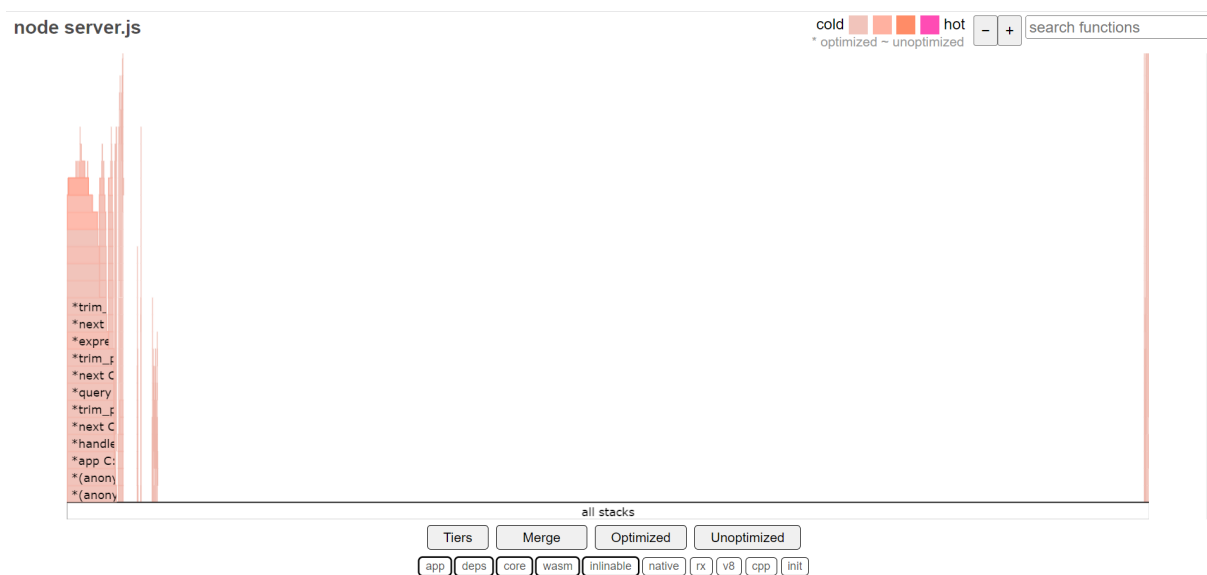 node server.js
cold hot − + search functions
* optimized ~ unoptimized
*trim_
*next
*expre
*trim_p
*next C
*query
*trim_p
*next C
*handle
*app C:
*(anony
*(anony
all stacks
Tiers Merge Optimized Unoptimized
app deps core wasm inlinable native rx v8 cpp init